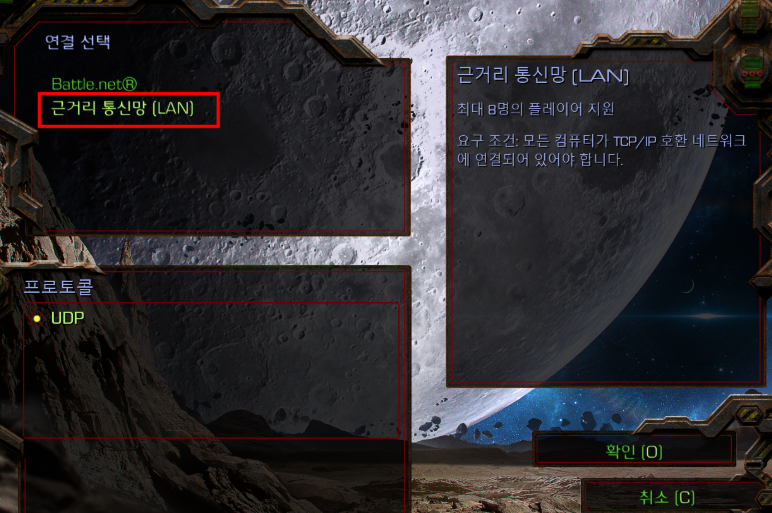 연결 선택
Battle.net®
근거리 통신망 (LAN)
근거리 통신망 (LAN)
최대 8명의 플레이어 지원
요구 조건: 모든 컴퓨터가 TCP/IP 호환 네트워크
에 연결되어 있어야 합니다.
프로토콜
UDP
확인 (O)
취소 (C)